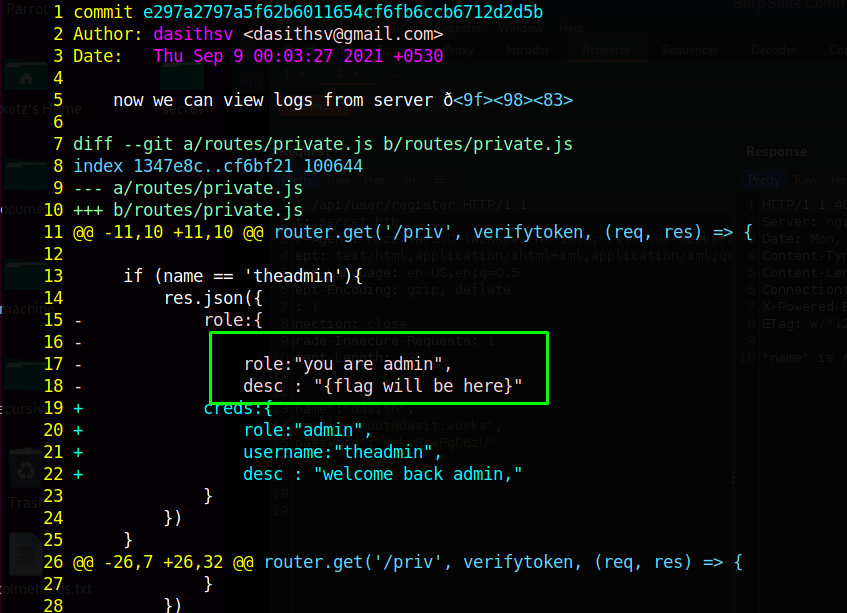 1 commit e297a2797a5f62b6011654cf6fb6ccb6712d2d5b
2 Author: dasithsv <dasithsv@gmail.com>
3 Date:   Thu Sep 9 00:03:27 2021 +0530
4
5     now we can view logs from server ð<9f><98><83>
6
7 diff --git a/routes/private.js b/routes/private.js
8 index 1347e8c..cf6bf21 100644
9 --- a/routes/private.js
10 +++ b/routes/private.js
11 @@ -11,10 +11,10 @@ router.get('/priv', verifytoken, (req, res) => {
12
13      if (name == 'theadmin'){
14          res.json({
15 -            role:{
16 -
17 -                role:"you are admin",
18 -                desc : "{flag will be here}"
19 +            creds:{
20 +                role:"admin",
21 +                username:"theadmin",
22 +                desc : "welcome back admin,"
23              }
24          })
25      }
26 @@ -26,7 +26,32 @@ router.get('/priv', verifytoken, (req, res) => {
27              }
28          })